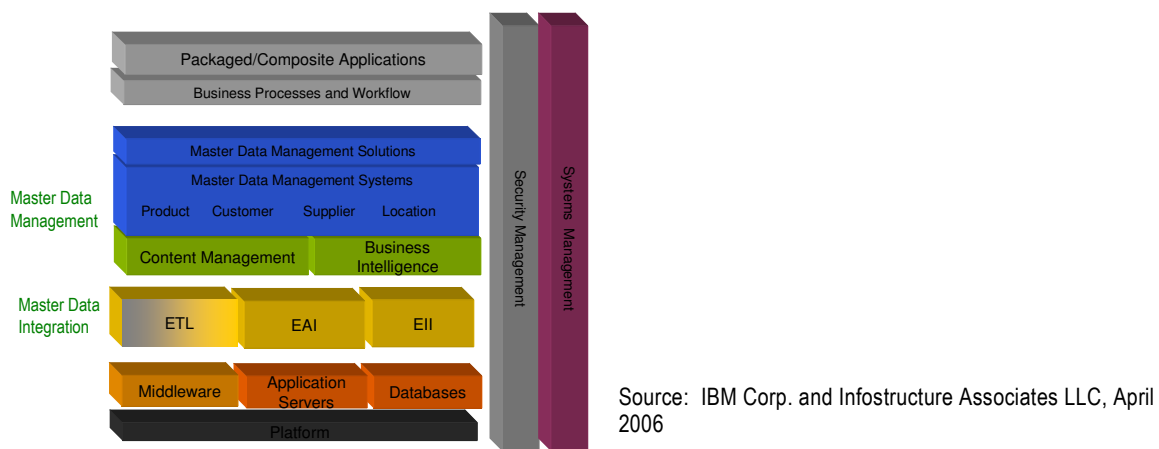 Packaged/Composite Applications
Business Processes and Workflow
Master Data Management Solutions
Master Data Management Systems
Product Customer Supplier Location
Master Data
Management
Content Management
Business
Intelligence
Master Data
Integration
ETL EAI EII
Middleware
Application
Servers
Databases
Platform
Security Management
Systems Management
Source: IBM Corp. and Infostructure Associates LLC, April
2006